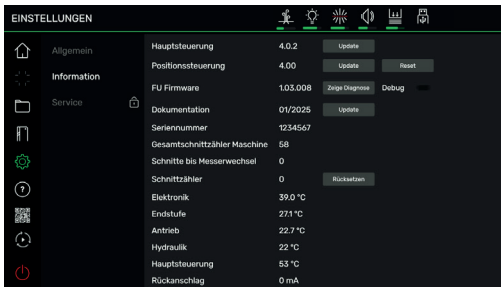 EINSTELLUNGEN
Allgemein
Information
Service
Hauptsteuerung 4.0.2 Update
Positionssteuerung 4.00 Update Reset
FU Firmware 1.03.008 Zeige Diagnose Debug
Dokumentation 01/2025 Update
Seriennummer 1234567
Gesamtschnittzähler Maschine 58
Schnitte bis Messerwechsel 0
Schnittzähler 0 Rücksetzen
Elektronik 39.0 °C
Endstufe 27.1 °C
Antrieb 22.7 °C
Hydraulik 22 °C
Hauptsteuerung 53 °C
Rückanschlag 0 mA